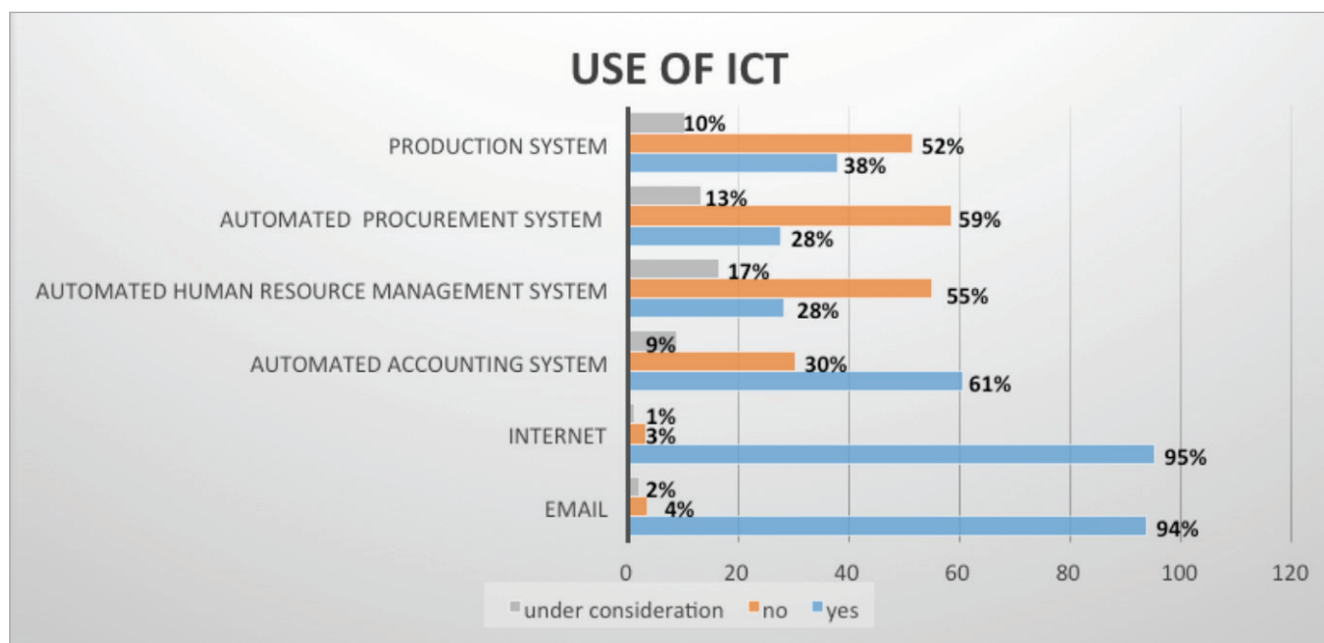 USE OF ICT
PRODUCTION SYSTEM
10%
52%
38%
AUTOMATED PROCUREMENT SYSTEM
13%
59%
28%
AUTOMATED HUMAN RESOURCE MANAGEMENT SYSTEM
17%
55%
28%
AUTOMATED ACCOUNTING SYSTEM
9%
30%
61%
INTERNET
1%
3%
95%
EMAIL
2%
4%
94%
0 20 40 60 80 100 120
under consideration no yes